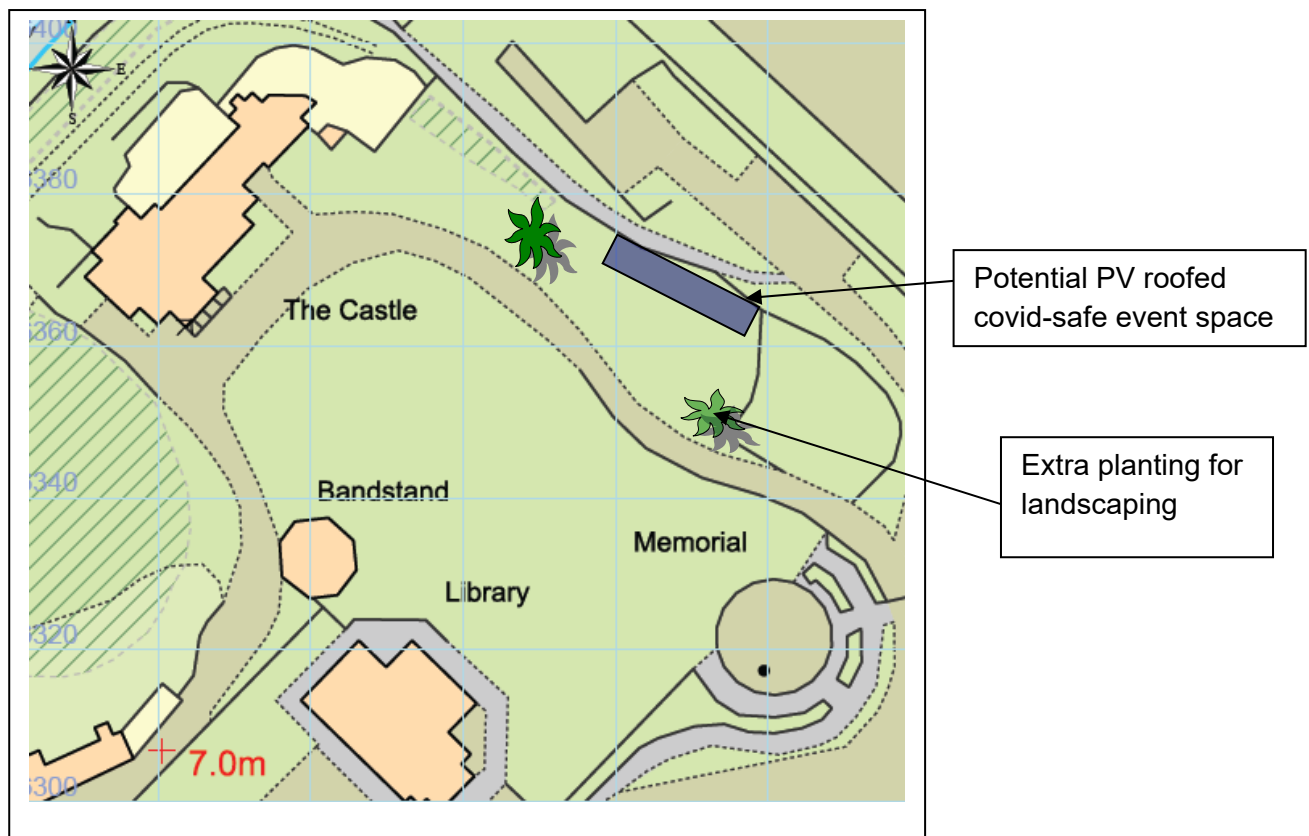 400
E
S
380
The Castle
360
Potential PV roofed
covid-safe event space
Extra planting for
landscaping
340
Bandstand
Memorial
Library
320
7.0m
300